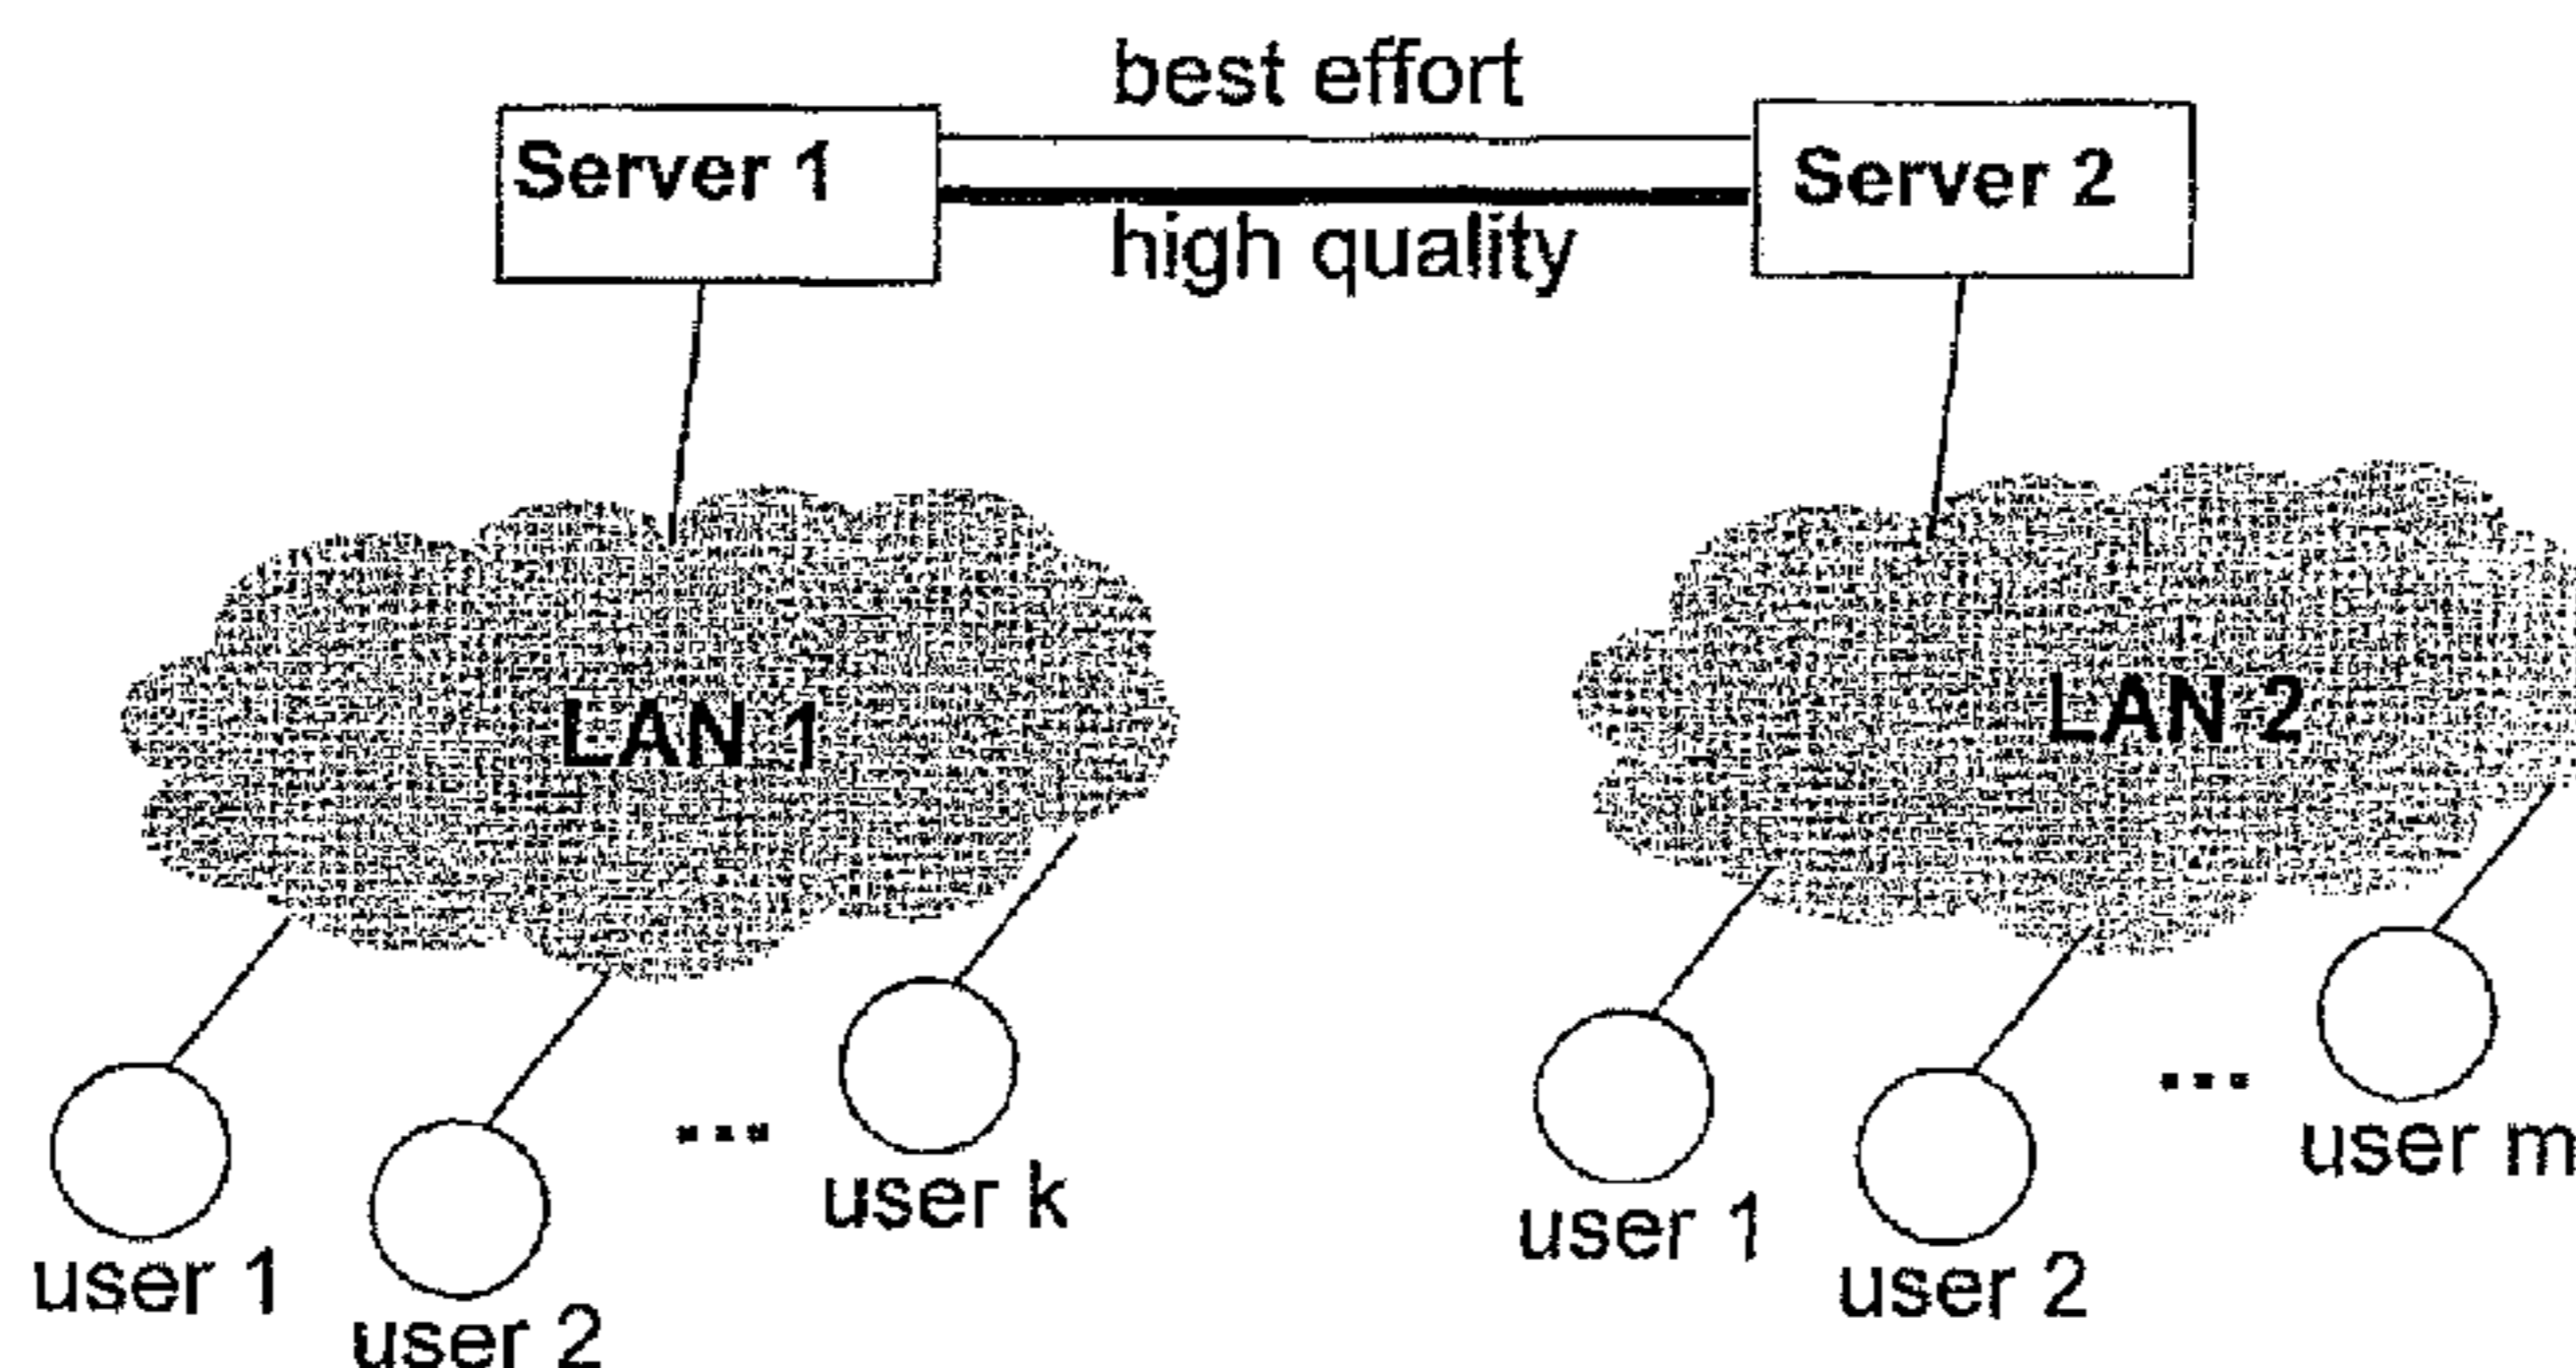 best effort
Server 1
Server 2
high quality
LAN 1
LAN 2
user 1
user 2
...
user k
user 1
user 2
...
user m